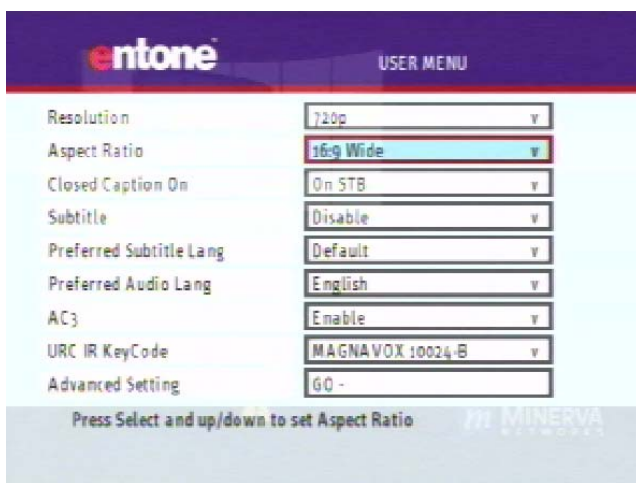 entone
USER MENU
Resolution 720p v
Aspect Ratio 16:9 Wide v
Closed Caption On On STB v
Subtitle Disable v
Preferred Subtitle Lang Default v
Preferred Audio Lang English v
AC3 Enable v
URC IR KeyCode MAGNAVOX 10024-B v
Advanced Setting GO -
Press Select and up/down to set Aspect Ratio
m MINERVA
NETWORKS